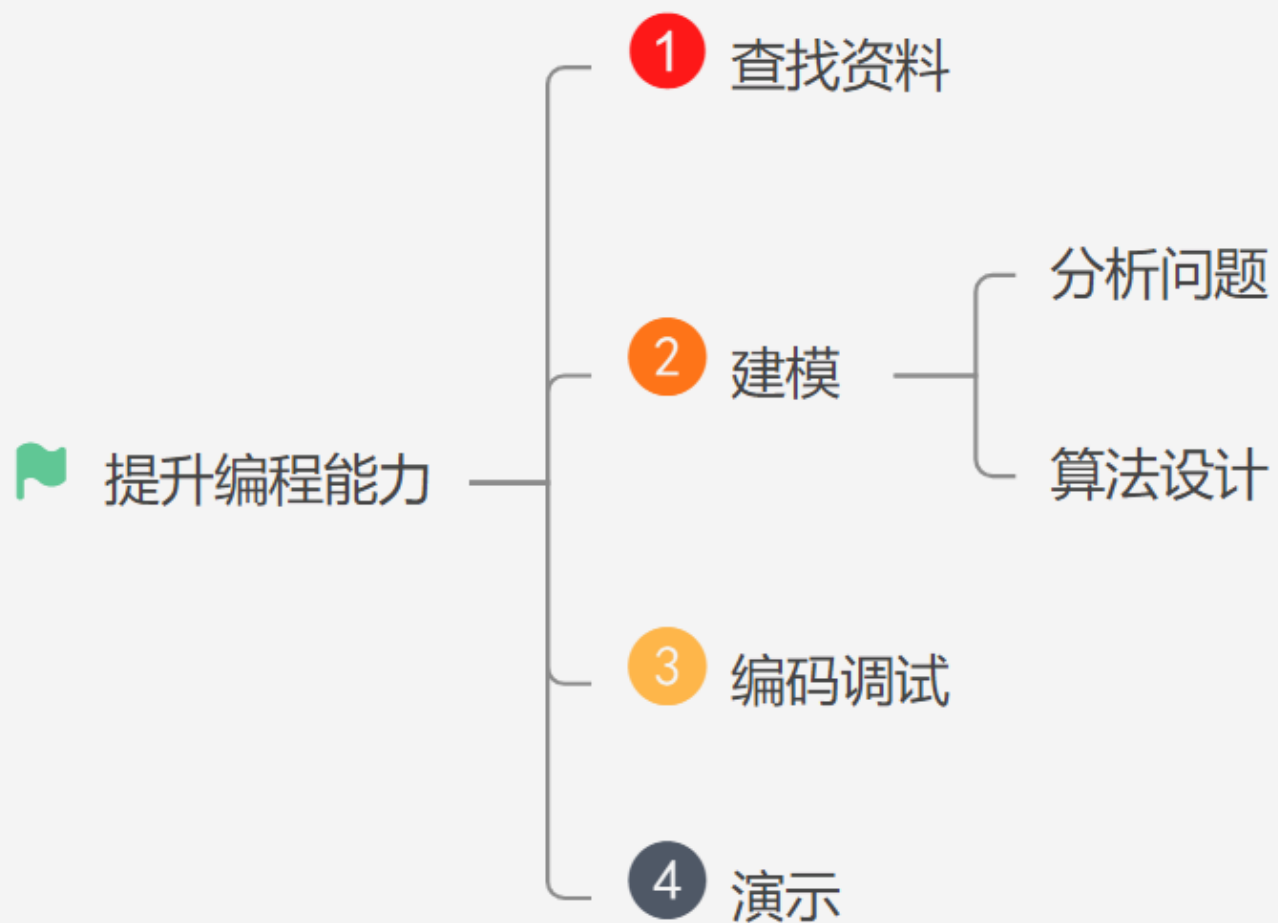 1 查找资料
分析问题
2 建模
提升编程能力
算法设计
3 编码调试
4 演示